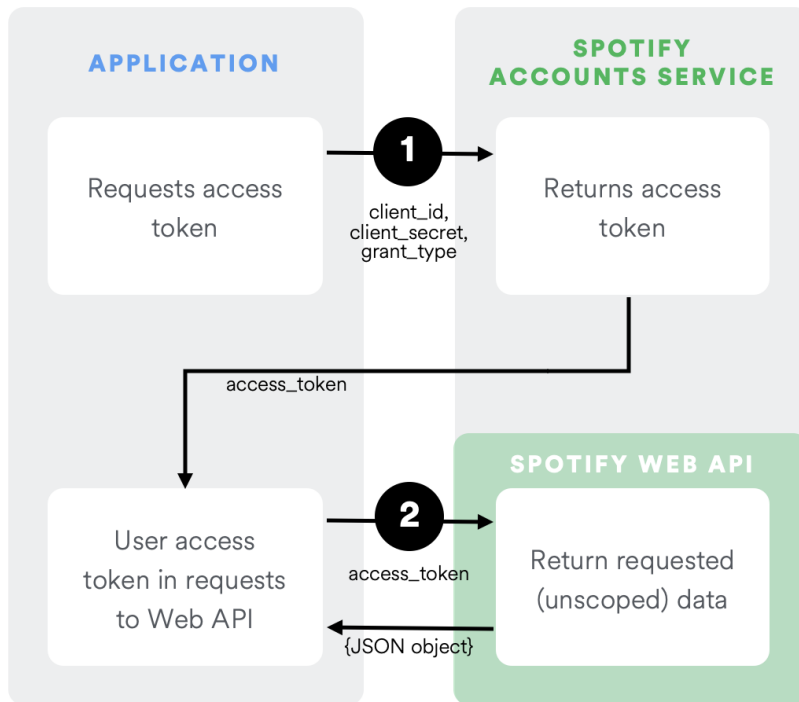 APPLICATION
SPOTIFY
ACCOUNTS SERVICE
Requests access
token
1
client_id,
client_secret,
grant_type
Returns access
token
access_token
SPOTIFY WEB API
User access
token in requests
to Web API
2
access_token
{JSON object}
Return requested
(unscoped) data